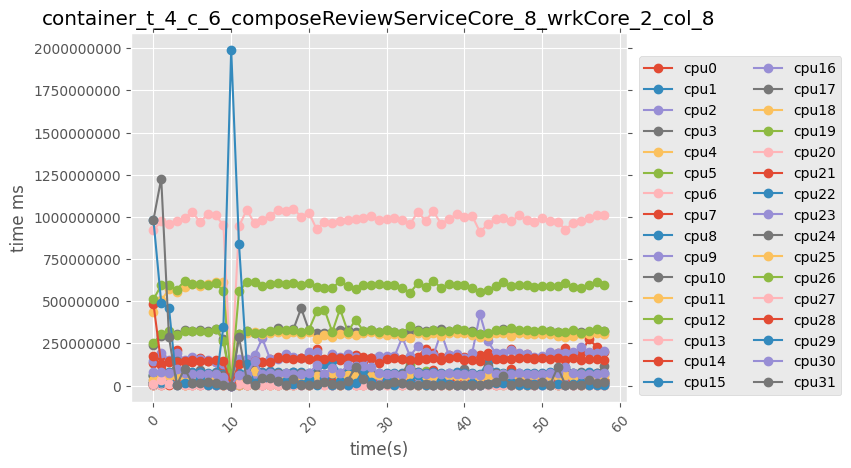 container_t_4_c_6_composeReviewServiceCore_8_wrkCore_2_col_8
2000000000
1750000000
1500000000
1250000000
1000000000
750000000
500000000
250000000
0
time ms
0 10 20 30 40 50 60
time(s)
cpu0 cpu16
cpu1 cpu17
cpu2 cpu18
cpu3 cpu19
cpu4 cpu20
cpu5 cpu21
cpu6 cpu22
cpu7 cpu23
cpu8 cpu24
cpu9 cpu25
cpu10 cpu26
cpu11 cpu27
cpu12 cpu28
cpu13 cpu29
cpu14 cpu30
cpu15 cpu31